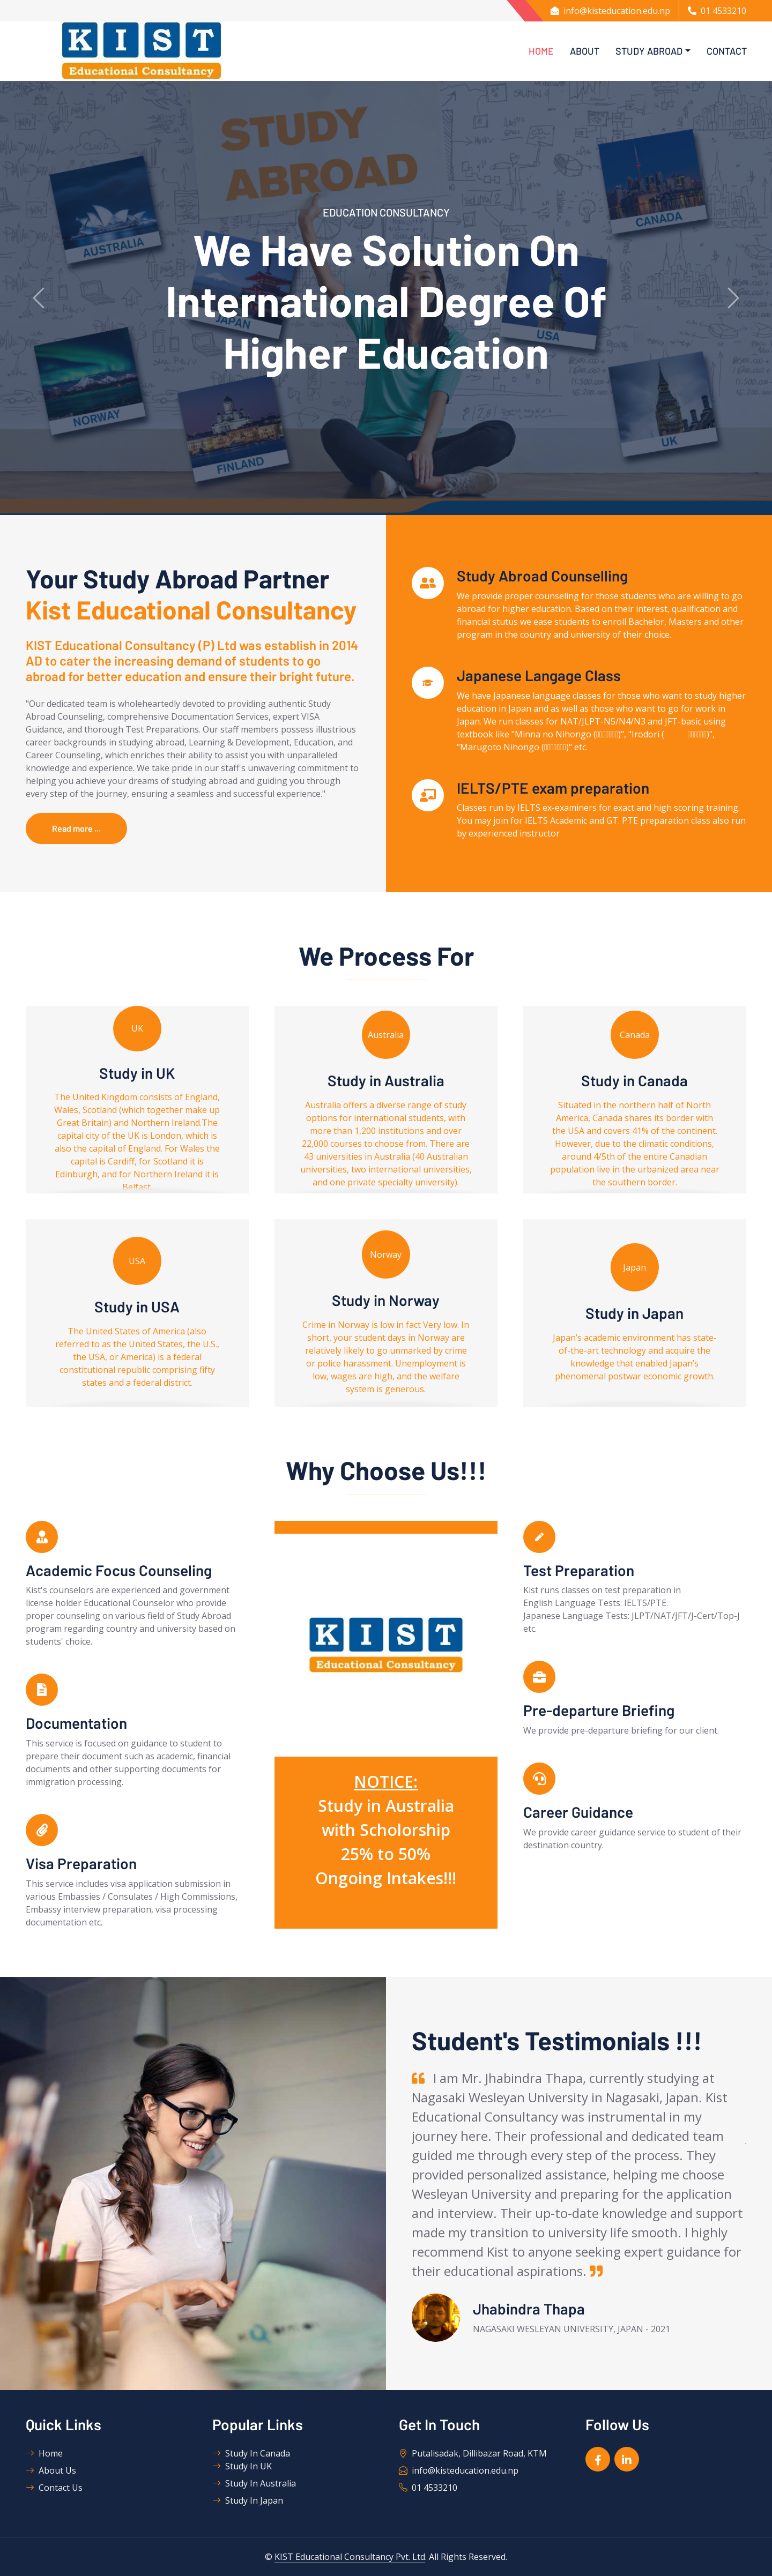 info@kisteducation.edu.np
01 4533210
KIST
Educational Consultancy
HOME
ABOUT
STUDY ABROAD
CONTACT
STUDY
ABROAD
AUSTRALIA
CANADA
JAPAN
USA
NORWAY
FINLAND
UK
EDUCATION CONSULTANCY
We Have Solution On
International Degree Of
Higher Education
Your Study Abroad Partner
Kist Educational Consultancy
KIST Educational Consultancy (P) Ltd was establish in 2014
AD to cater the increasing demand of students to go
abroad for better education and ensure their bright future.
"Our dedicated team is wholeheartedly devoted to providing authentic Study
Abroad Counseling, comprehensive Documentation Services, expert VISA
Guidance, and thorough Test Preparations. Our staff members possess illustrious
career backgrounds in studying abroad, Learning & Development, Education, and
Career Counseling, which enriches their ability to assist you with unparalleled
knowledge and experience. We take pride in our staff's unwavering commitment to
helping you achieve your dreams of studying abroad and guiding you through
every step of the journey, ensuring a seamless and successful experience."
Read more ...
Study Abroad Counselling
We provide proper counseling for those students who are willing to go
abroad for higher education. Based on their interest, qualification and
financial stutus we ease students to enroll Bachelor, Masters and other
program in the country and university of their choice.
Japanese Langage Class
We have Japanese language classes for those who want to study higher
education in Japan and as well as those who want to go for work in
Japan. We run classes for NAT/JLPT-N5/N4/N3 and JFT-basic using
textbook like "Minna no Nihongo ()", "Irodori ( )",
"Marugoto Nihongo ()" etc.
IELTS/PTE exam preparation
Classes run by IELTS ex-examiners for exact and high scoring training.
You may join for IELTS Academic and GT. PTE preparation class also run
by experienced instructor
We Process For
UK
Study in UK
The United Kingdom consists of England,
Wales, Scotland (which together make up
Great Britain) and Northern Ireland.The
capital city of the UK is London, which is
also the capital of England. For Wales the
capital is Cardiff, for Scotland it is
Edinburgh, and for Northern Ireland it is
Belfast.
Australia
Study in Australia
Australia offers a diverse range of study
options for international students, with
more than 1,200 institutions and over
22,000 courses to choose from. There are
43 universities in Australia (40 Australian
universities, two international universities,
and one private specialty university).
Canada
Study in Canada
Situated in the northern half of North
America, Canada shares its border with
the USA and covers 41% of the continent.
However, due to the climatic conditions,
around 4/5th of the entire Canadian
population live in the urbanized area near
the southern border.
USA
Study in USA
The United States of America (also
referred to as the United States, the U.S.,
the USA, or America) is a federal
constitutional republic comprising fifty
states and a federal district.
Norway
Study in Norway
Crime in Norway is low in fact Very low. In
short, your student days in Norway are
relatively likely to go unmarked by crime
or police harassment. Unemployment is
low, wages are high, and the welfare
system is generous.
Japan
Study in Japan
Japan's academic environment has state-
of-the-art technology and acquire the
knowledge that enabled Japan's
phenomenal postwar economic growth.
Why Choose Us!!!
Academic Focus Counseling
Kist's counselors are experienced and government
license holder Educational Counselor who provide
proper counseling on various field of Study Abroad
program regarding country and university based on
students' choice.
Documentation
This service is focused on guidance to student to
prepare their document such as academic, financial
documents and other supporting documents for
immigration processing.
Visa Preparation
This service includes visa application submission in
various Embassies / Consulates / High Commissions,
Embassy interview preparation, visa processing
documentation etc.
KIST
Educational Consultancy
NOTICE:
Study in Australia
with Scholorship
25% to 50%
Ongoing Intakes!!!
Test Preparation
Kist runs classes on test preparation in
English Language Tests: IELTS/PTE.
Japanese Language Tests: JLPT/NAT/JFT/J-Cert/Top-J
etc.
Pre-departure Briefing
We provide pre-departure briefing for our client.
Career Guidance
We provide career guidance service to student of their
destination country.
Student's Testimonials !!!
I am Mr. Jhabindra Thapa, currently studying at
Nagasaki Wesleyan University in Nagasaki, Japan. Kist
Educational Consultancy was instrumental in my
journey here. Their professional and dedicated team
guided me through every step of the process. They
provided personalized assistance, helping me choose
Wesleyan University and preparing for the application
and interview. Their up-to-date knowledge and support
made my transition to university life smooth. I highly
recommend Kist to anyone seeking expert guidance for
their educational aspirations.
Jhabindra Thapa
NAGASAKI WESLEYAN UNIVERSITY, JAPAN - 2021
Quick Links
Home
About Us
Contact Us
Popular Links
Study In Canada
Study In UK
Study In Australia
Study In Japan
Get In Touch
Putalisadak, Dillibazar Road, KTM
info@kisteducation.edu.np
01 4533210
Follow Us
© KIST Educational Consultancy Pvt. Ltd. All Rights Reserved.